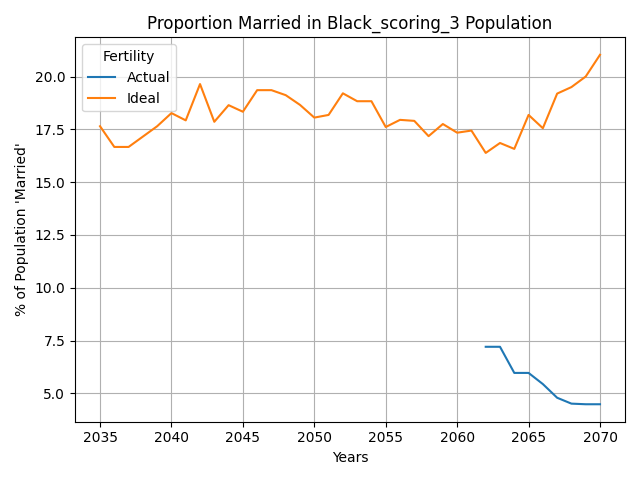 Proportion Married in Black_scoring_3 Population
Fertility
Actual
Ideal
% of Population 'Married'
20.0
17.5
15.0
12.5
10.0
7.5
5.0
2035 2040 2045 2050 2055 2060 2065 2070
Years